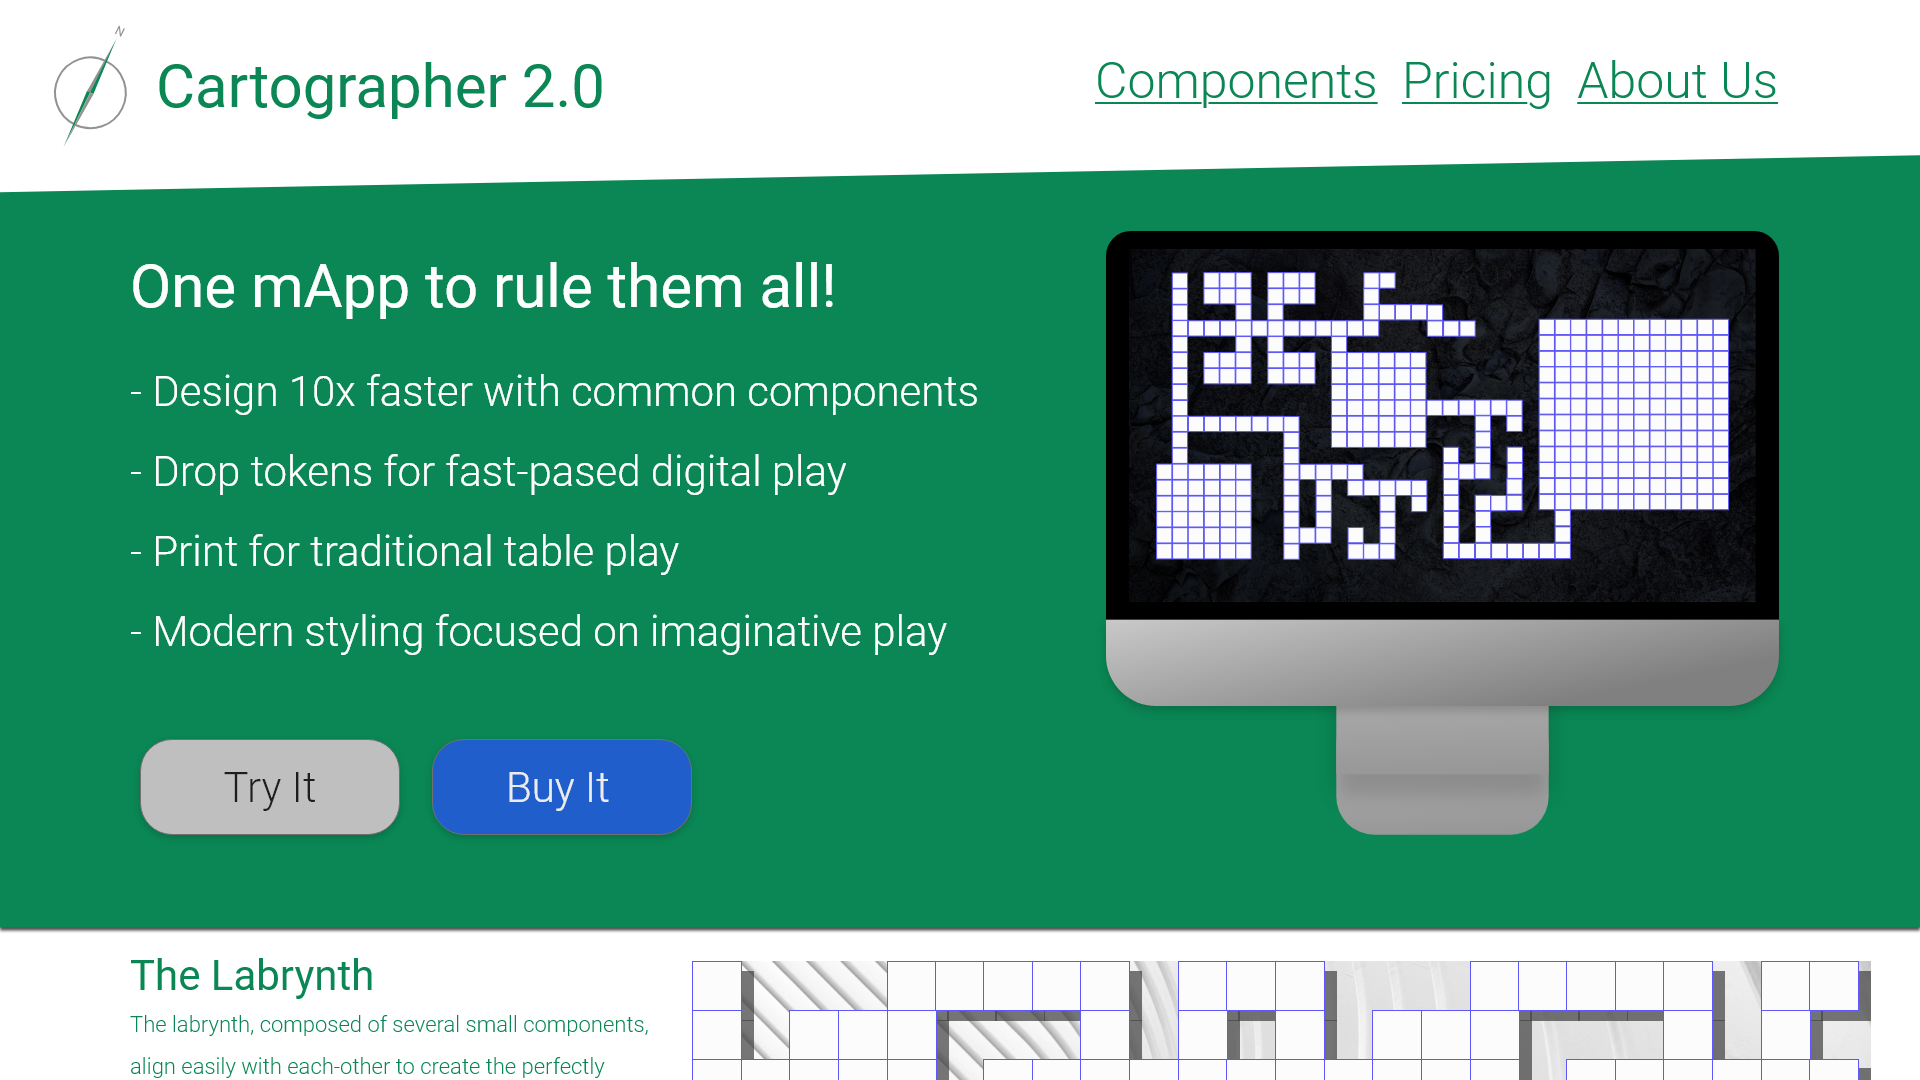 N
Cartographer 2.0
Components Pricing About Us
One mApp to rule them all!
- Design 10x faster with common components
- Drop tokens for fast-pased digital play
- Print for traditional table play
- Modern styling focused on imaginative play
Try It
Buy It
The Labrynth
The labrynth, composed of several small components,
align easily with each-other to create the perfectly